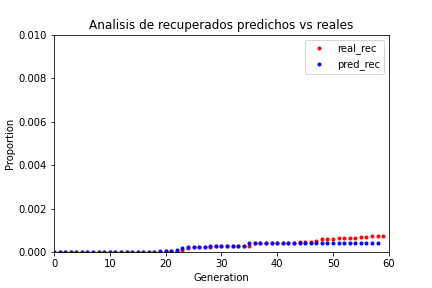 Analisis de recuperados predichos vs reales
0.010
0.008
0.006
0.004
0.002
0.000
Proportion
real_rec
pred_rec
0 10 20 30 40 50 60
Generation